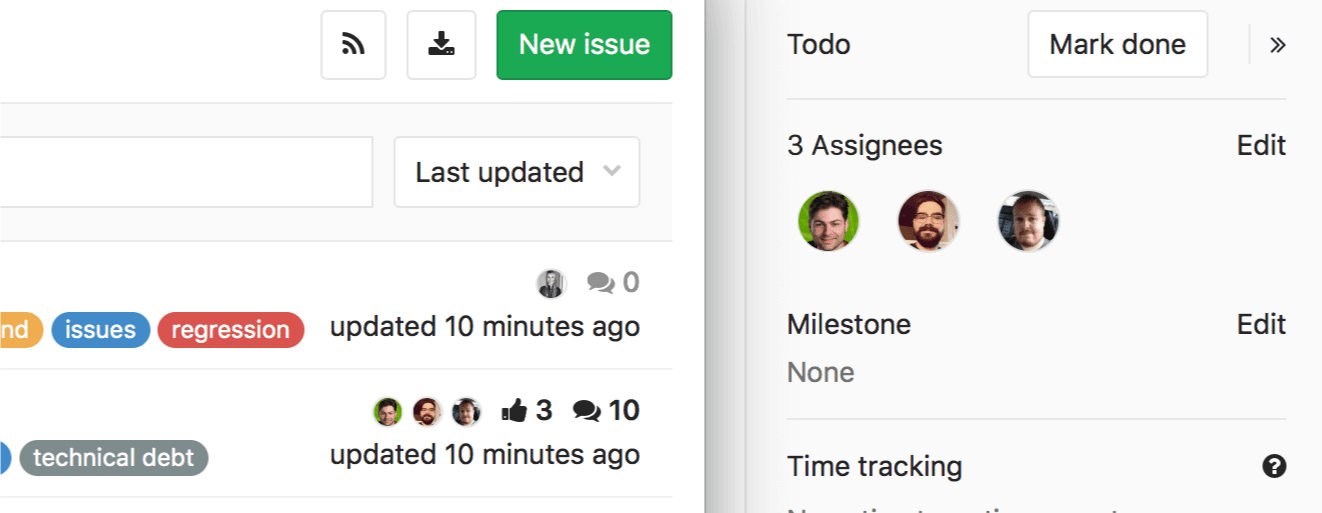 New issue
Last updated
0
nd issues regression updated 10 minutes ago
3 10
technical debt updated 10 minutes ago
Todo Mark done
3 Assignees Edit
Milestone Edit
None
Time tracking